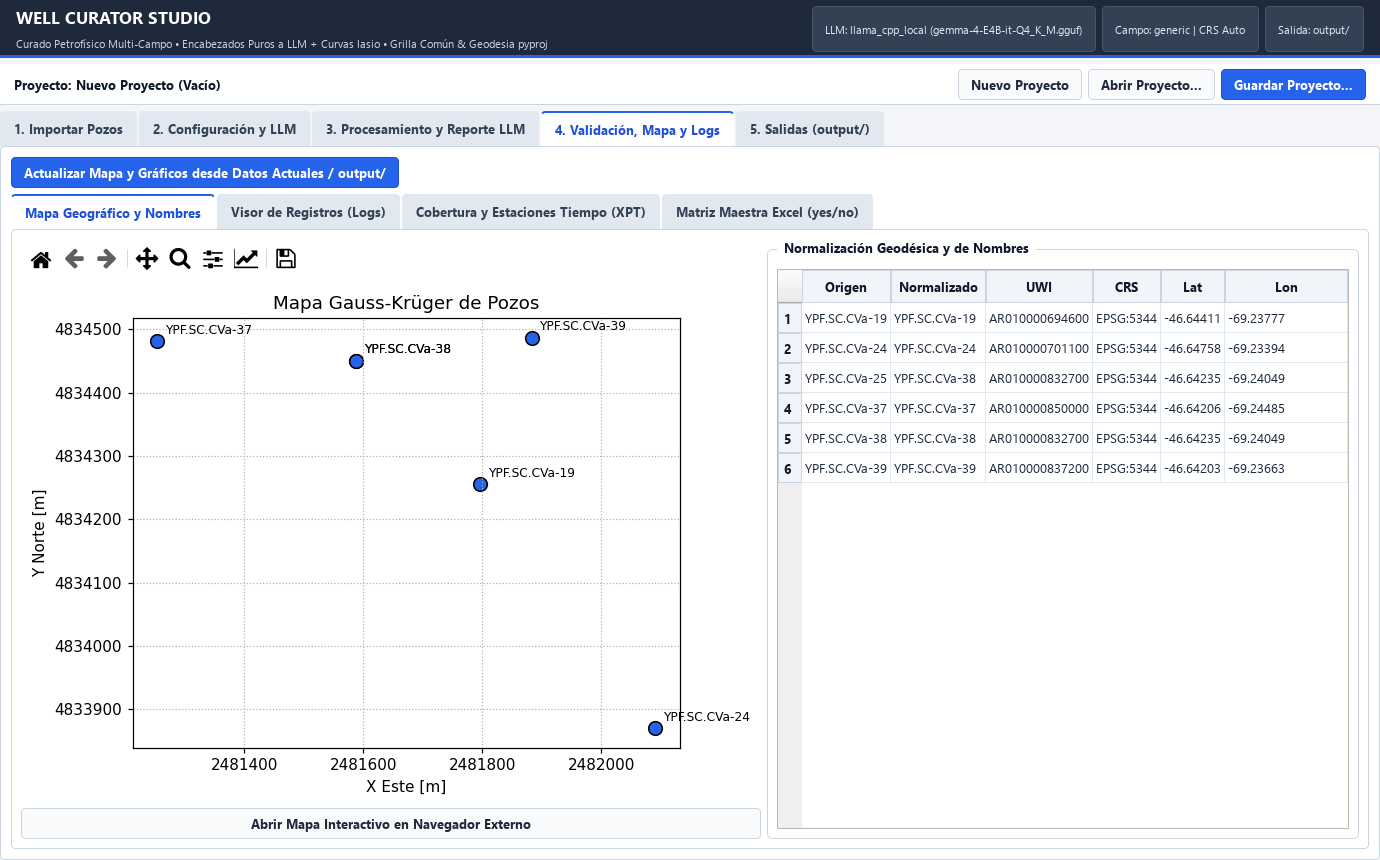 WELL CURATOR STUDIO
Curado Petrofísico Multi-Campo • Encabezados Puros a LLM + Curvas lasio • Grilla Común & Geodesia pyproj
LLM: llama_cpp_local (gemma-4-E4B-it-Q4_K_M.gguf)
Campo: generic | CRS Auto
Salida: output/
Proyecto: Nuevo Proyecto (Vacío)
Nuevo Proyecto
Abrir Proyecto...
Guardar Proyecto...
1. Importar Pozos
2. Configuración y LLM
3. Procesamiento y Reporte LLM
4. Validación, Mapa y Logs
5. Salidas (output/)
Actualizar Mapa y Gráficos desde Datos Actuales / output/
Mapa Geográfico y Nombres
Visor de Registros (Logs)
Cobertura y Estaciones Tiempo (XPT)
Matriz Maestra Excel (yes/no)
Mapa Gauss-Krüger de Pozos
Y Norte [m]
4834500
4834400
4834300
4834200
4834100
4834000
4833900
YPF.SC.CVa-37
YPF.SC.CVa-38
YPF.SC.CVa-39
YPF.SC.CVa-19
YPF.SC.CVa-24
2481400
2481600
2481800
2482000
X Este [m]
Abrir Mapa Interactivo en Navegador Externo
Normalización Geodésica y de Nombres
Origen Normalizado UWI CRS Lat Lon
1 YPF.SC.CVa-19 YPF.SC.CVa-19 AR010000694600 EPSG:5344 -46.64411 -69.23777
2 YPF.SC.CVa-24 YPF.SC.CVa-24 AR010000701100 EPSG:5344 -46.64758 -69.23394
3 YPF.SC.CVa-25 YPF.SC.CVa-38 AR010000832700 EPSG:5344 -46.64235 -69.24049
4 YPF.SC.CVa-37 YPF.SC.CVa-37 AR010000850000 EPSG:5344 -46.64206 -69.24485
5 YPF.SC.CVa-38 YPF.SC.CVa-38 AR010000832700 EPSG:5344 -46.64235 -69.24049
6 YPF.SC.CVa-39 YPF.SC.CVa-39 AR010000837200 EPSG:5344 -46.64203 -69.23663